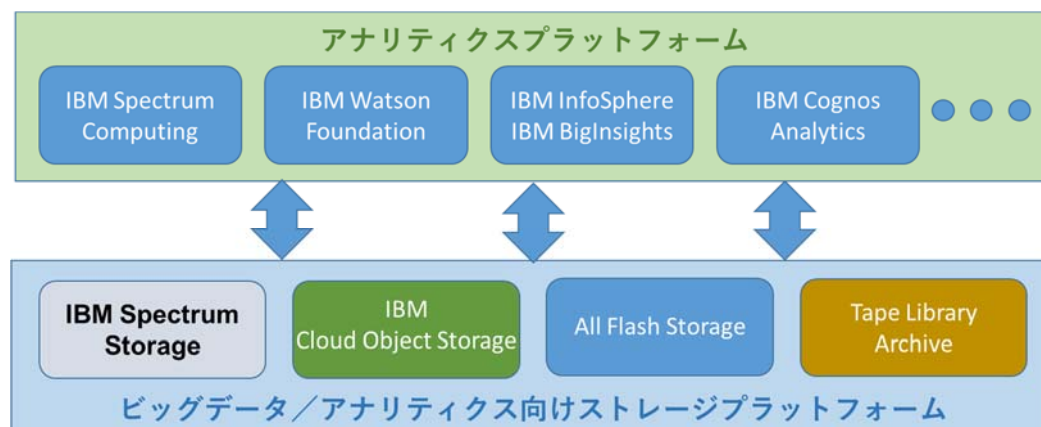 アナリティクスプラットフォーム
IBM Spectrum
Computing
IBM Watson
Foundation
IBM InfoSphere
IBM BigInsights
IBM Cognos
Analytics
IBM Spectrum
Storage
IBM
Cloud Object Storage
All Flash Storage
Tape Library
Archive
ビッグデータ／アナリティクス向けストレージプラットフォーム